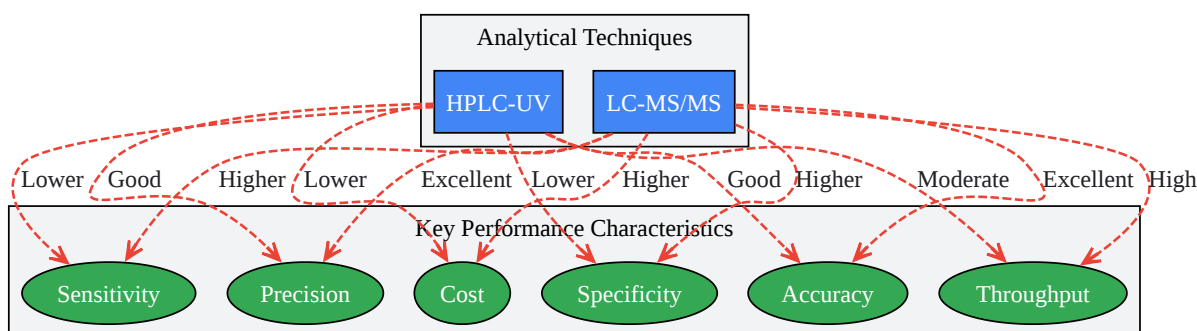 Analytical Techniques
HPLC-UV LC-MS/MS
Lower Good Higher Lower Excellent Lower Higher Good Higher Moderate Excellent High
Key Performance Characteristics
Sensitivity Precision Cost Specificity Accuracy Throughput